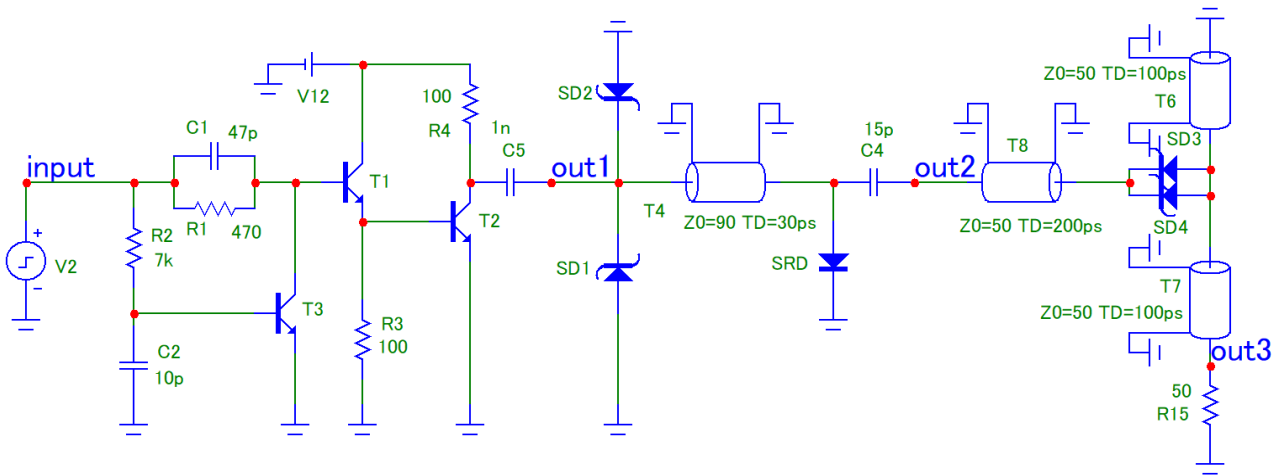 input
V2
R2
7k
C2
10p
C1
47p
R1
470
T3
V12
T1
R3
100
100
R4
T2
1n
C5
out1
SD2
SD1
T4
Z0=90 TD=30ps
SRD
15p
C4
out2
T8
Z0=50 TD=200ps
Z0=50 TD=100ps
T6
SD3
SD4
T7
Z0=50 TD=100ps
out3
50
R15
+
−